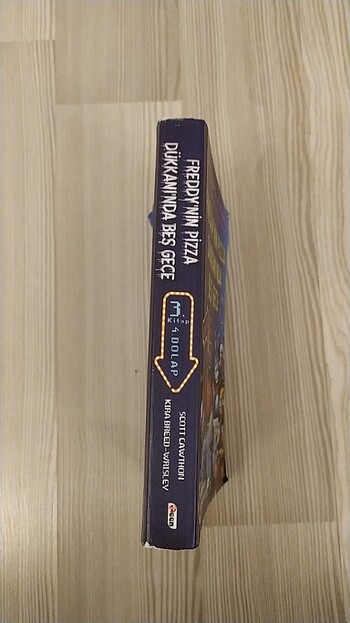 FREDDY'NİN PİZZA
DÜKKANI'NDA BEŞ GECE
3.
Kitap
4. DOLAP
SCOTT CAWTHON
KIRA BREED-WRISLEY